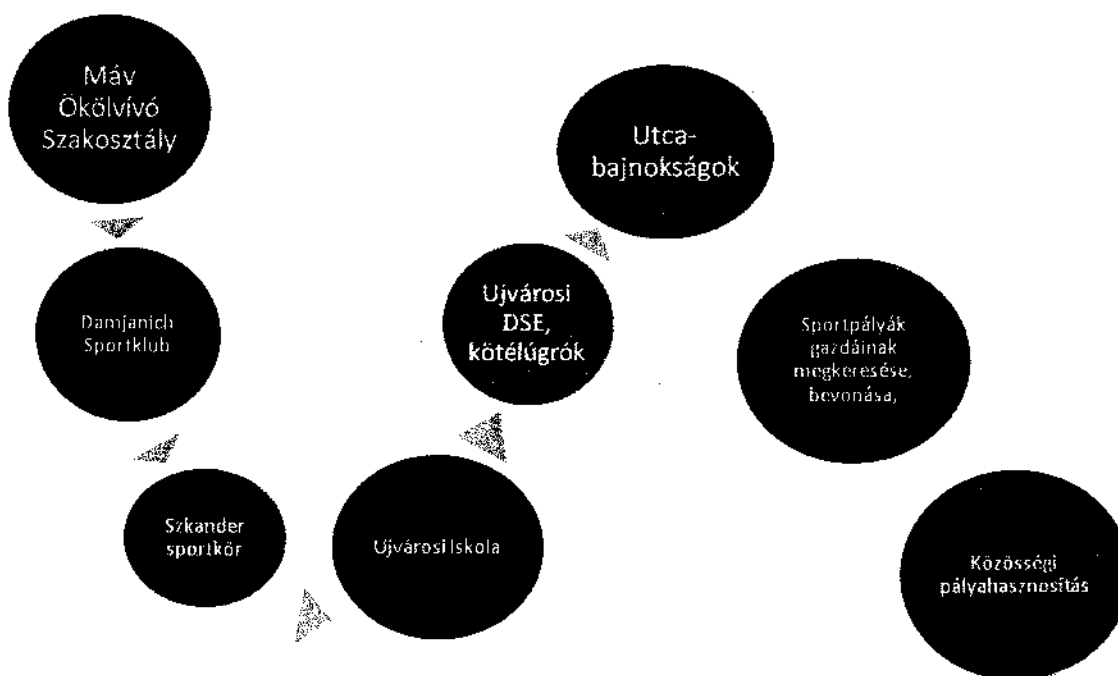 Máv
Ökölvívó
Szakosztály
Damjanich
Sportklub
Szkander
sportkör
Ujvárosi Iskola
Ujvárosi
DSE,
kötélúgrók
Utca-
bajnokságok
Sportpályák
gazdáinak
megkeresése,
bevonása,
Közösségi
pályahasznosítás